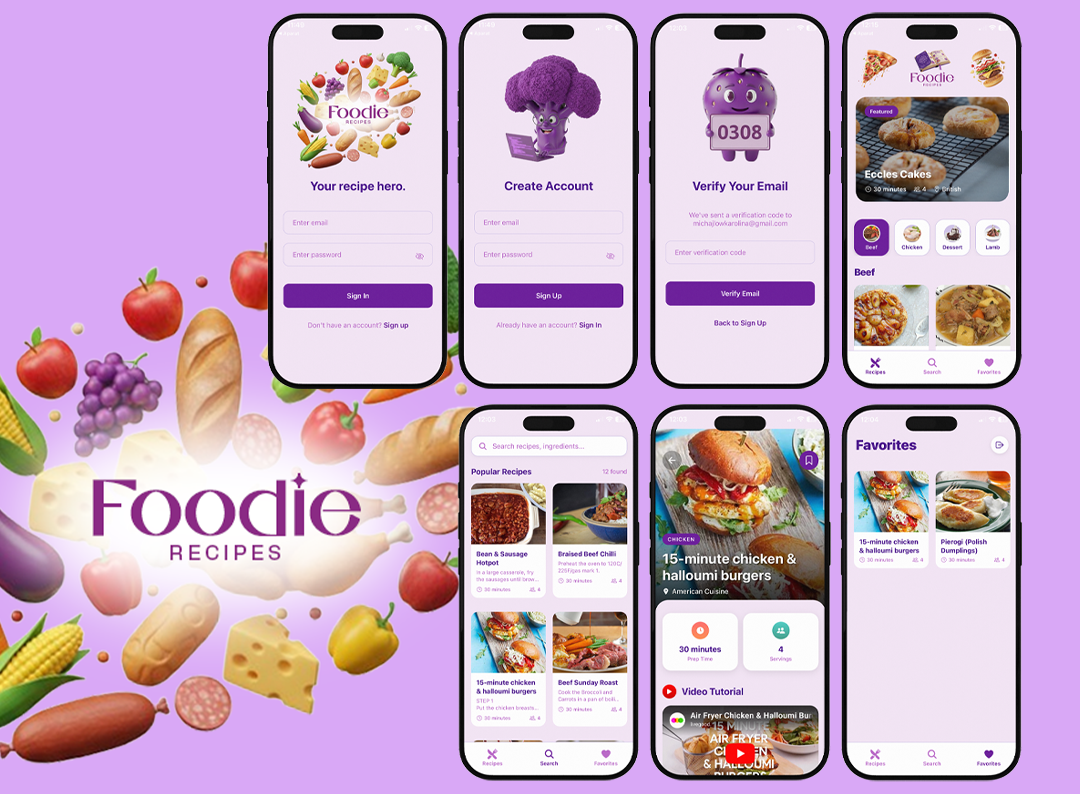 Foodie
RECIPES
Your recipe hero.
Enter email
Enter password
Sign In
Don't have an account? Sign up
Create Account
Enter email
Enter password
Sign Up
Already have an account? Sign In
0308
Verify Your Email
We've sent a verification code to
michajowkarolina@gmail.com
Enter verification code
Verify Email
Back to Sign Up
Foodie
RECIPES
Featured
Eccles Cakes
30 minutes 4 British
Beef Chicken Dessert Lamb
Beef
Recipes Search Favorites
Foodie
RECIPES
Search recipes, ingredients...
Popular Recipes 12 found
Bean & Sausage
Hotpot
In a large casserole, fry
the sausages until brow...
30 minutes 4
Braised Beef Chilli
Preheat the oven to 120C/
225F/gas mark 1.
30 minutes 4
15-minute chicken
& halloumi burgers
STEP 1
Put the chicken breasts...
30 minutes 4
Beef Sunday Roast
Cook the Broccoli and
Carrots in a pan of boili...
30 minutes 4
Recipes Search Favorites
CHICKEN
15-minute chicken &
halloumi burgers
American Cuisine
30 minutes
Prep Time
4
Servings
Video Tutorial
Air Fryer Chicken & Halloumi Bur
15 MINUTE
AIR FRYER
CHICKEN
& HALLOUMI
BURGERS
Favorites
15-minute chicken
& halloumi burgers
30 minutes 4
Pierogi (Polish
Dumplings)
30 minutes 4
Recipes Search Favorites